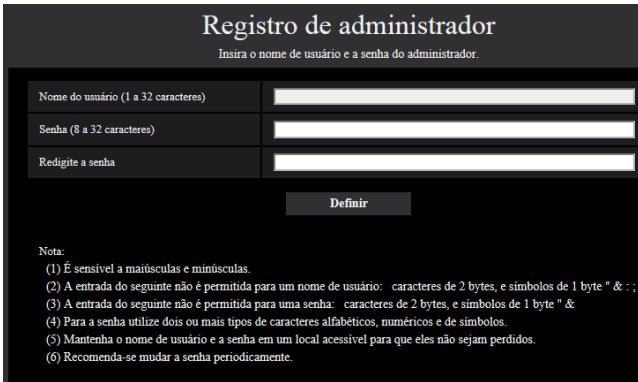 Registro de administrador
Insira o nome de usuário e a senha do administrador.
Nome do usuário (1 a 32 caracteres)
Senha (8 a 32 caracteres)
Redigite a senha
Definir
Nota:
(1) É sensível a maiúsculas e minúsculas.
(2) A entrada do seguinte não é permitida para um nome de usuário: caracteres de 2 bytes, e símbolos de 1 byte " & : ;
(3) A entrada do seguinte não é permitida para uma senha: caracteres de 2 bytes, e símbolos de 1 byte " &
(4) Para a senha utilize dois ou mais tipos de caracteres alfabéticos, numéricos e de símbolos.
(5) Mantenha o nome de usuário e a senha em um local acessível para que eles não sejam perdidos.
(6) Recomenda-se mudar a senha periodicamente.